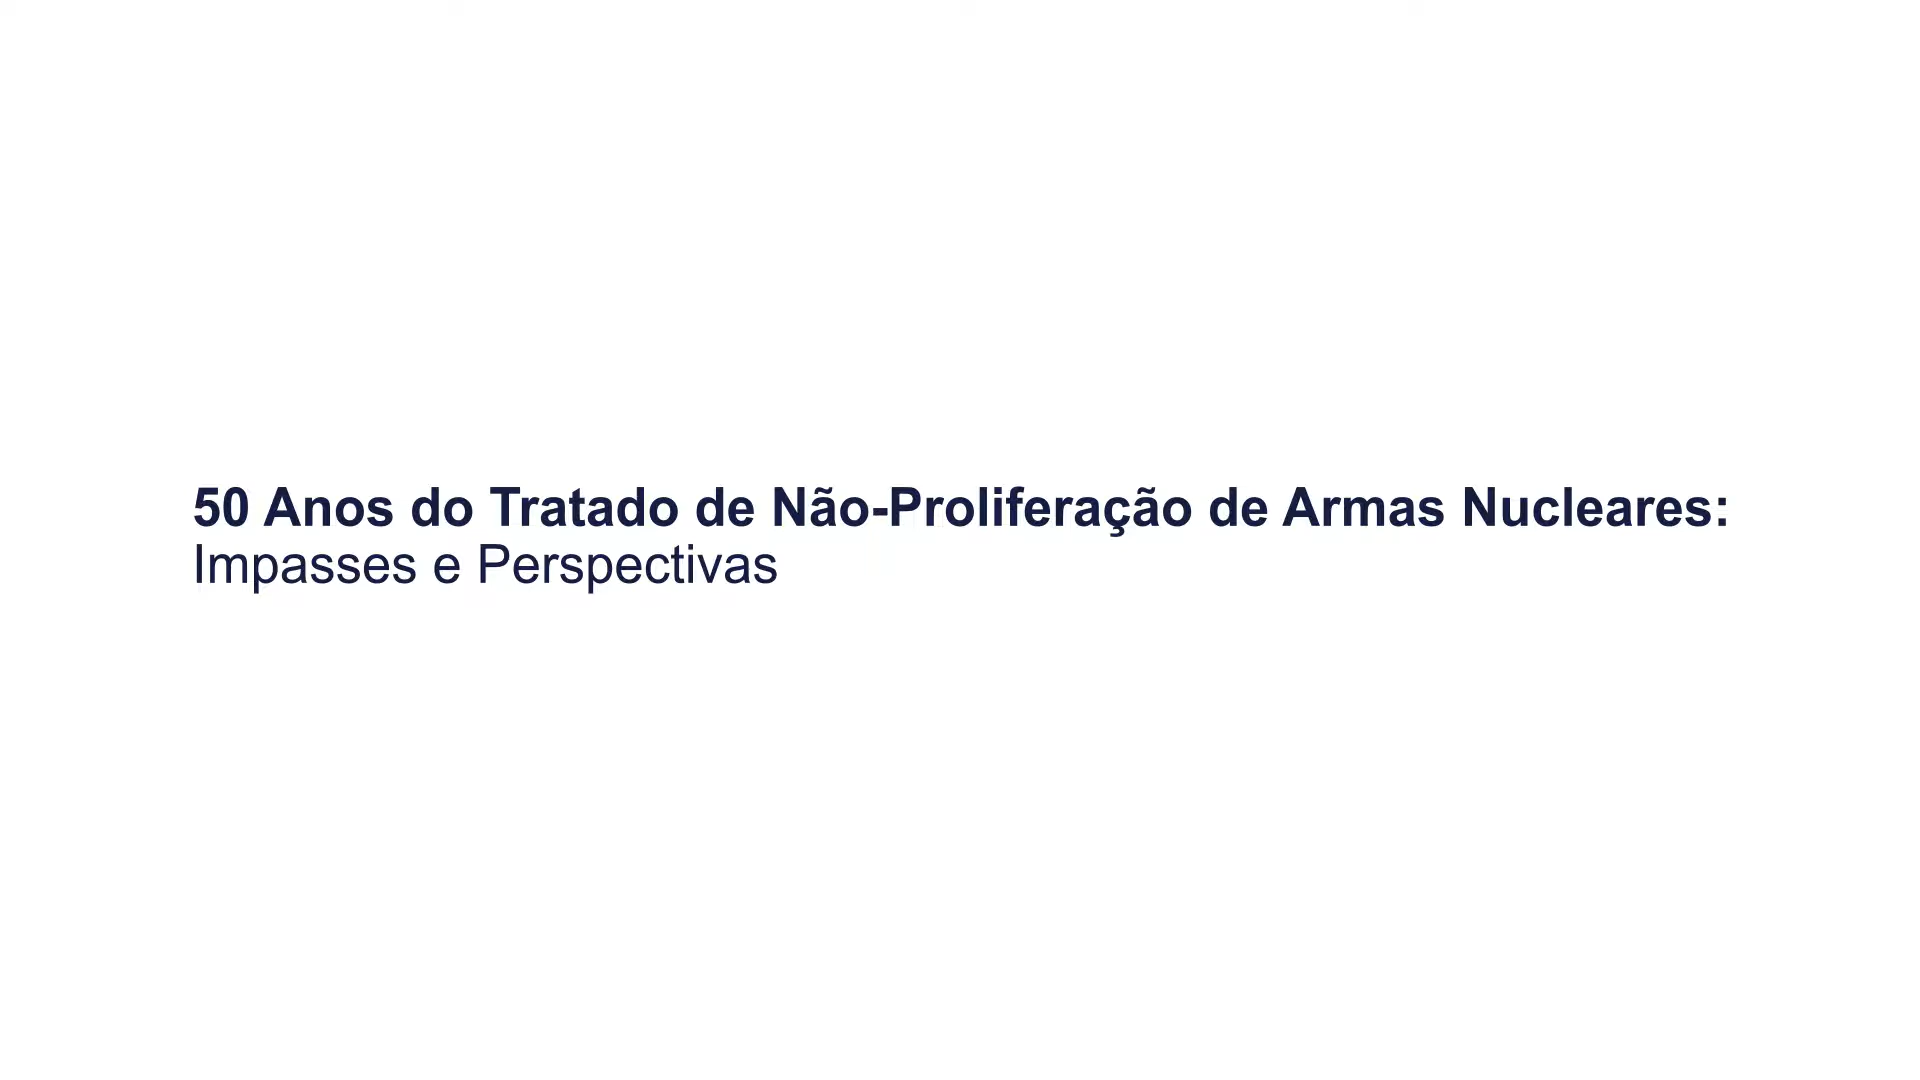 50 Anos do Tratado de Não-Proliferação de Armas Nucleares:
Impasses e Perspectivas